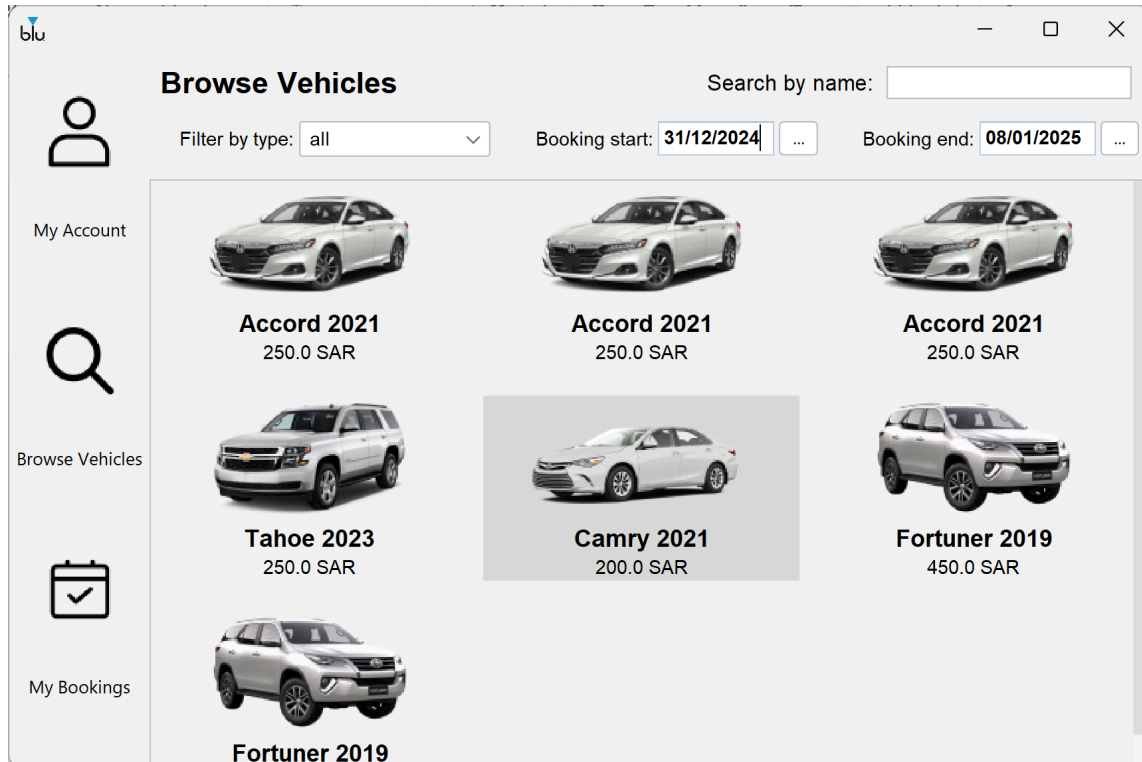 blu
Browse Vehicles
Search by name:
Filter by type: all
Booking start: 31/12/2024 ...
Booking end: 08/01/2025 ...
My Account
Browse Vehicles
My Bookings
Accord 2021
250.0 SAR
Accord 2021
250.0 SAR
Accord 2021
250.0 SAR
Tahoe 2023
250.0 SAR
Camry 2021
200.0 SAR
Fortuner 2019
450.0 SAR
Fortuner 2019